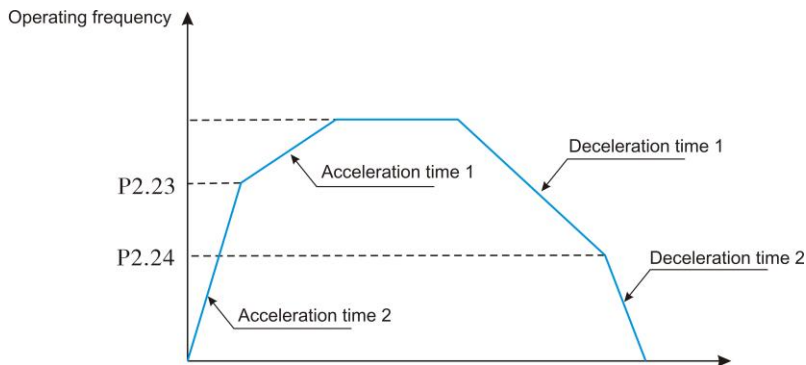 Operating frequency
Deceleration time 1
Acceleration time 1
P2.23
P2.24
Deceleration time 2
Acceleration time 2